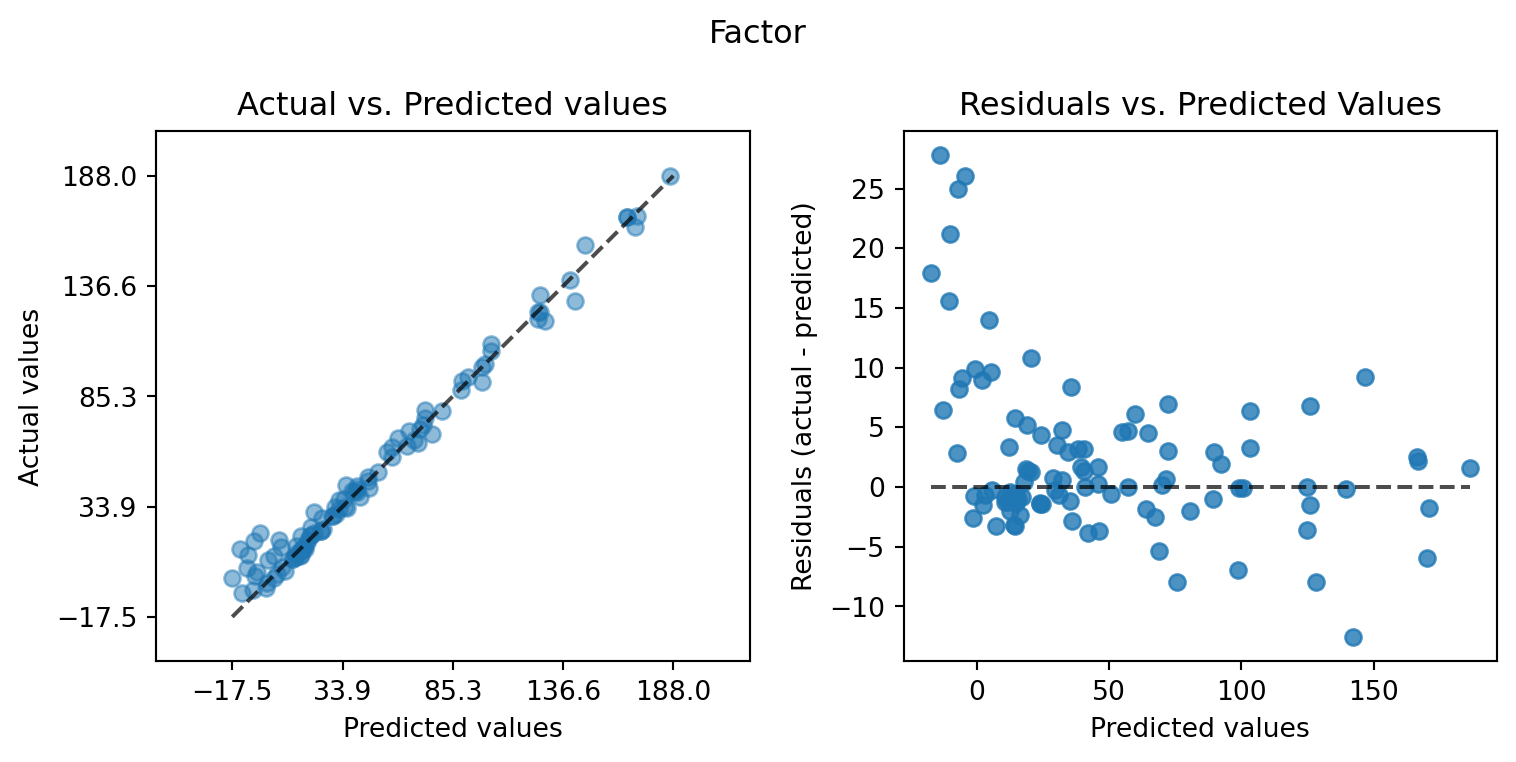 Factor
Actual vs. Predicted values
Actual values
188.0
136.6
85.3
33.9
−17.5
−17.5 33.9 85.3 136.6 188.0
Predicted values
Residuals vs. Predicted Values
Residuals (actual - predicted)
25
20
15
10
5
0
−5
−10
0 50 100 150
Predicted values